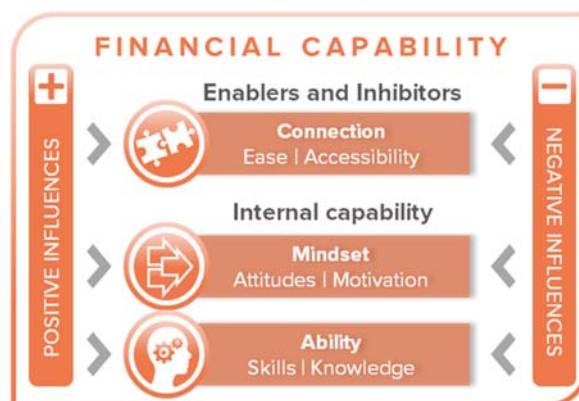 FINANCIAL CAPABILITY
+
POSITIVE INFLUENCES
Enablers and Inhibitors
Connection
Ease | Accessibility
Internal capability
Mindset
Attitudes | Motivation
Ability
Skills | Knowledge
−
NEGATIVE INFLUENCES